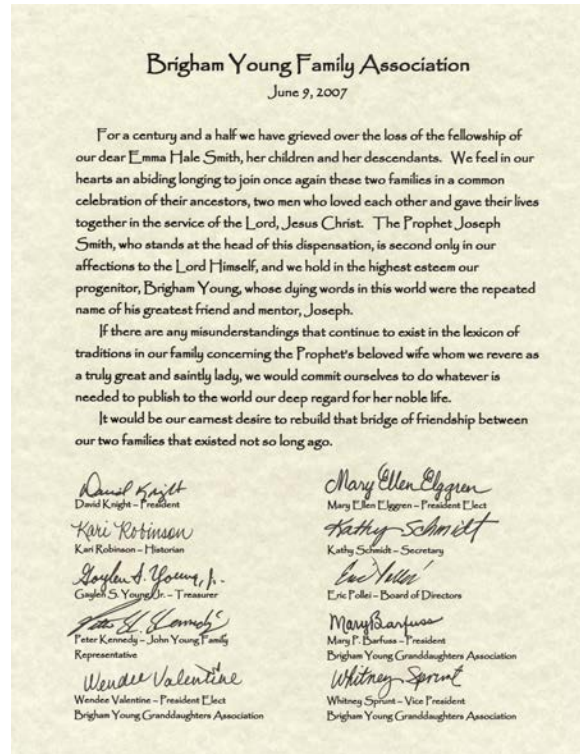 Brigham Young Family Association
June 9, 2007
For a century and a half we have grieved over the loss of the fellowship of
our dear Emma Hale Smith, her children and her descendants. We feel in our
hearts an abiding longing to join once again these two families in a common
celebration of their ancestors, two men who loved each other and gave their lives
together in the service of the Lord, Jesus Christ. The Prophet Joseph
Smith, who stands at the head of this dispensation, is second only in our
affections to the Lord Himself, and we hold in the highest esteem our
progenitor, Brigham Young, whose dying words in this world were the repeated
name of his greatest friend and mentor, Joseph.
If there are any misunderstandings that continue to exist in the lexicon of
traditions in our family concerning the Prophet's beloved wife whom we revere as
a truly great and saintly lady, we would commit ourselves to do whatever is
needed to publish to the world our deep regard for her noble life.
It would be our earnest desire to rebuild that bridge of friendship between
our two families that existed not so long ago.
David Knight
David Knight – President
Kari Robinson
Kari Robinson – Historian
Gaylen S. Young, Jr.
Gaylen S. Young, Jr. – Treasurer
Peter H. Kennedy
Peter Kennedy – John Young Family
Representative
Wendee Valentine
Wendee Valentine – President Elect
Brigham Young Granddaughters Association
Mary Ellen Elggren
Mary Ellen Elggren – President Elect
Kathy Schmidt
Kathy Schmidt – Secretary
Eric Pollei
Eric Pollei – Board of Directors
Mary Barfuss
Mary P. Barfuss – President
Brigham Young Granddaughters Association
Whitney Sprunt
Whitney Sprunt – Vice President
Brigham Young Granddaughters Association